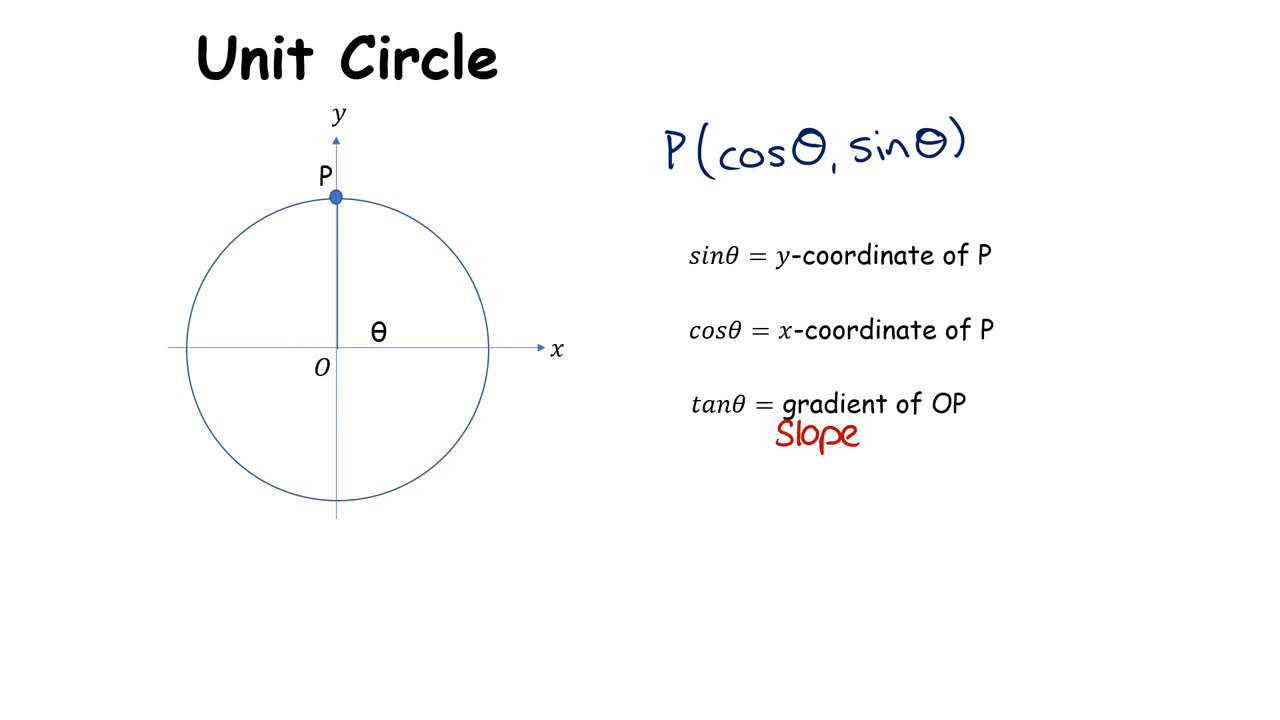 Unit Circle
y
P
θ
x
O
P(cosθ, sinθ)
sinθ = y-coordinate of P
cosθ = x-coordinate of P
tanθ = gradient of OP
Slope